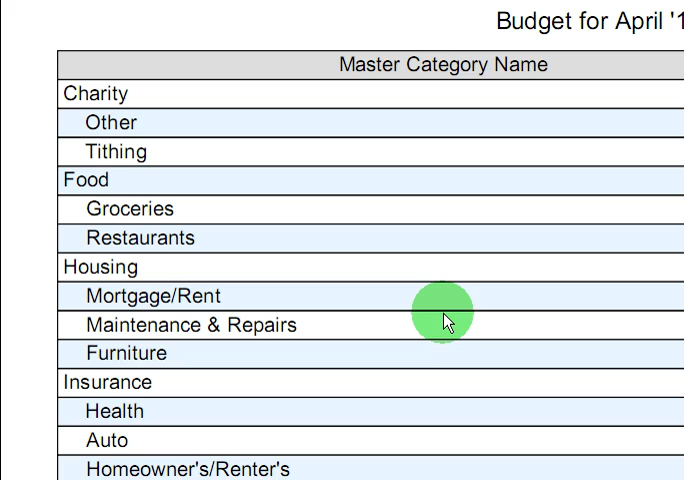 Budget for April '1
Master Category Name
Charity
Other
Tithing
Food
Groceries
Restaurants
Housing
Mortgage/Rent
Maintenance & Repairs
Furniture
Insurance
Health
Auto
Homeowner's/Renter's